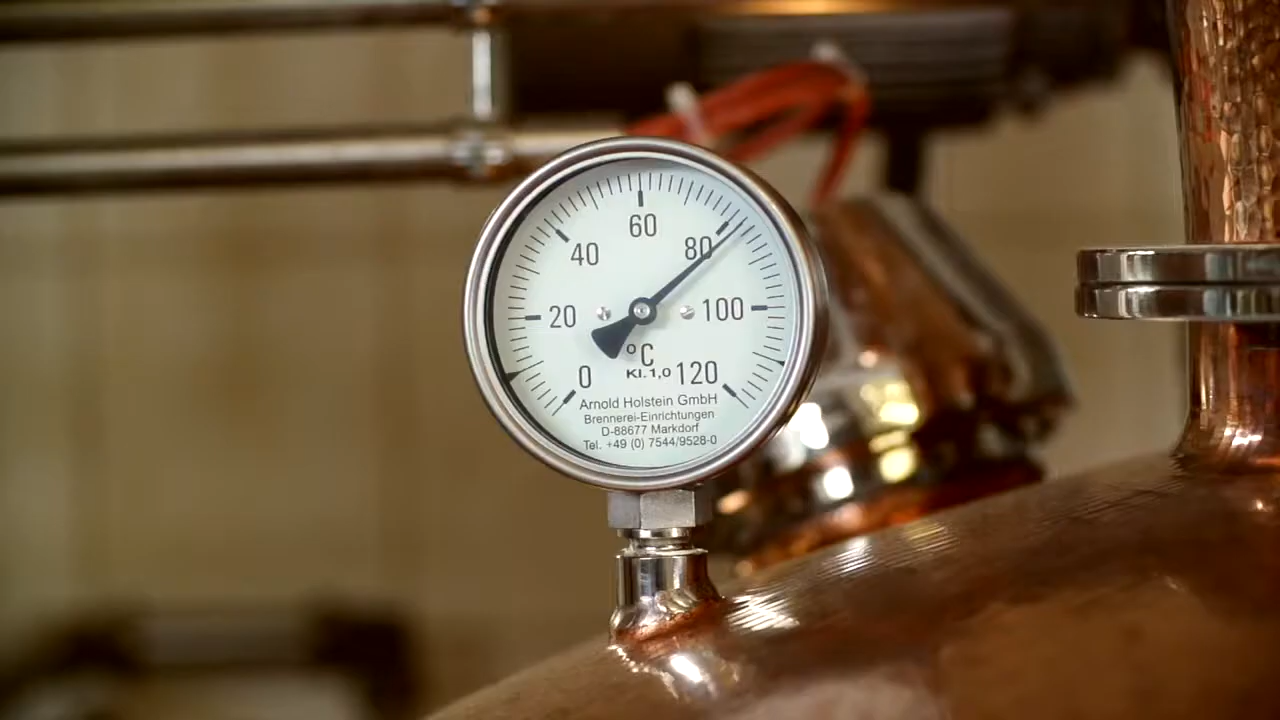 60
40
80
20
100
°C
0
Kl. 1,0
120
Arnold Holstein GmbH
Brennerei-Einrichtungen
D-88677 Markdorf
Tel. +49 (0) 7544/9528-0